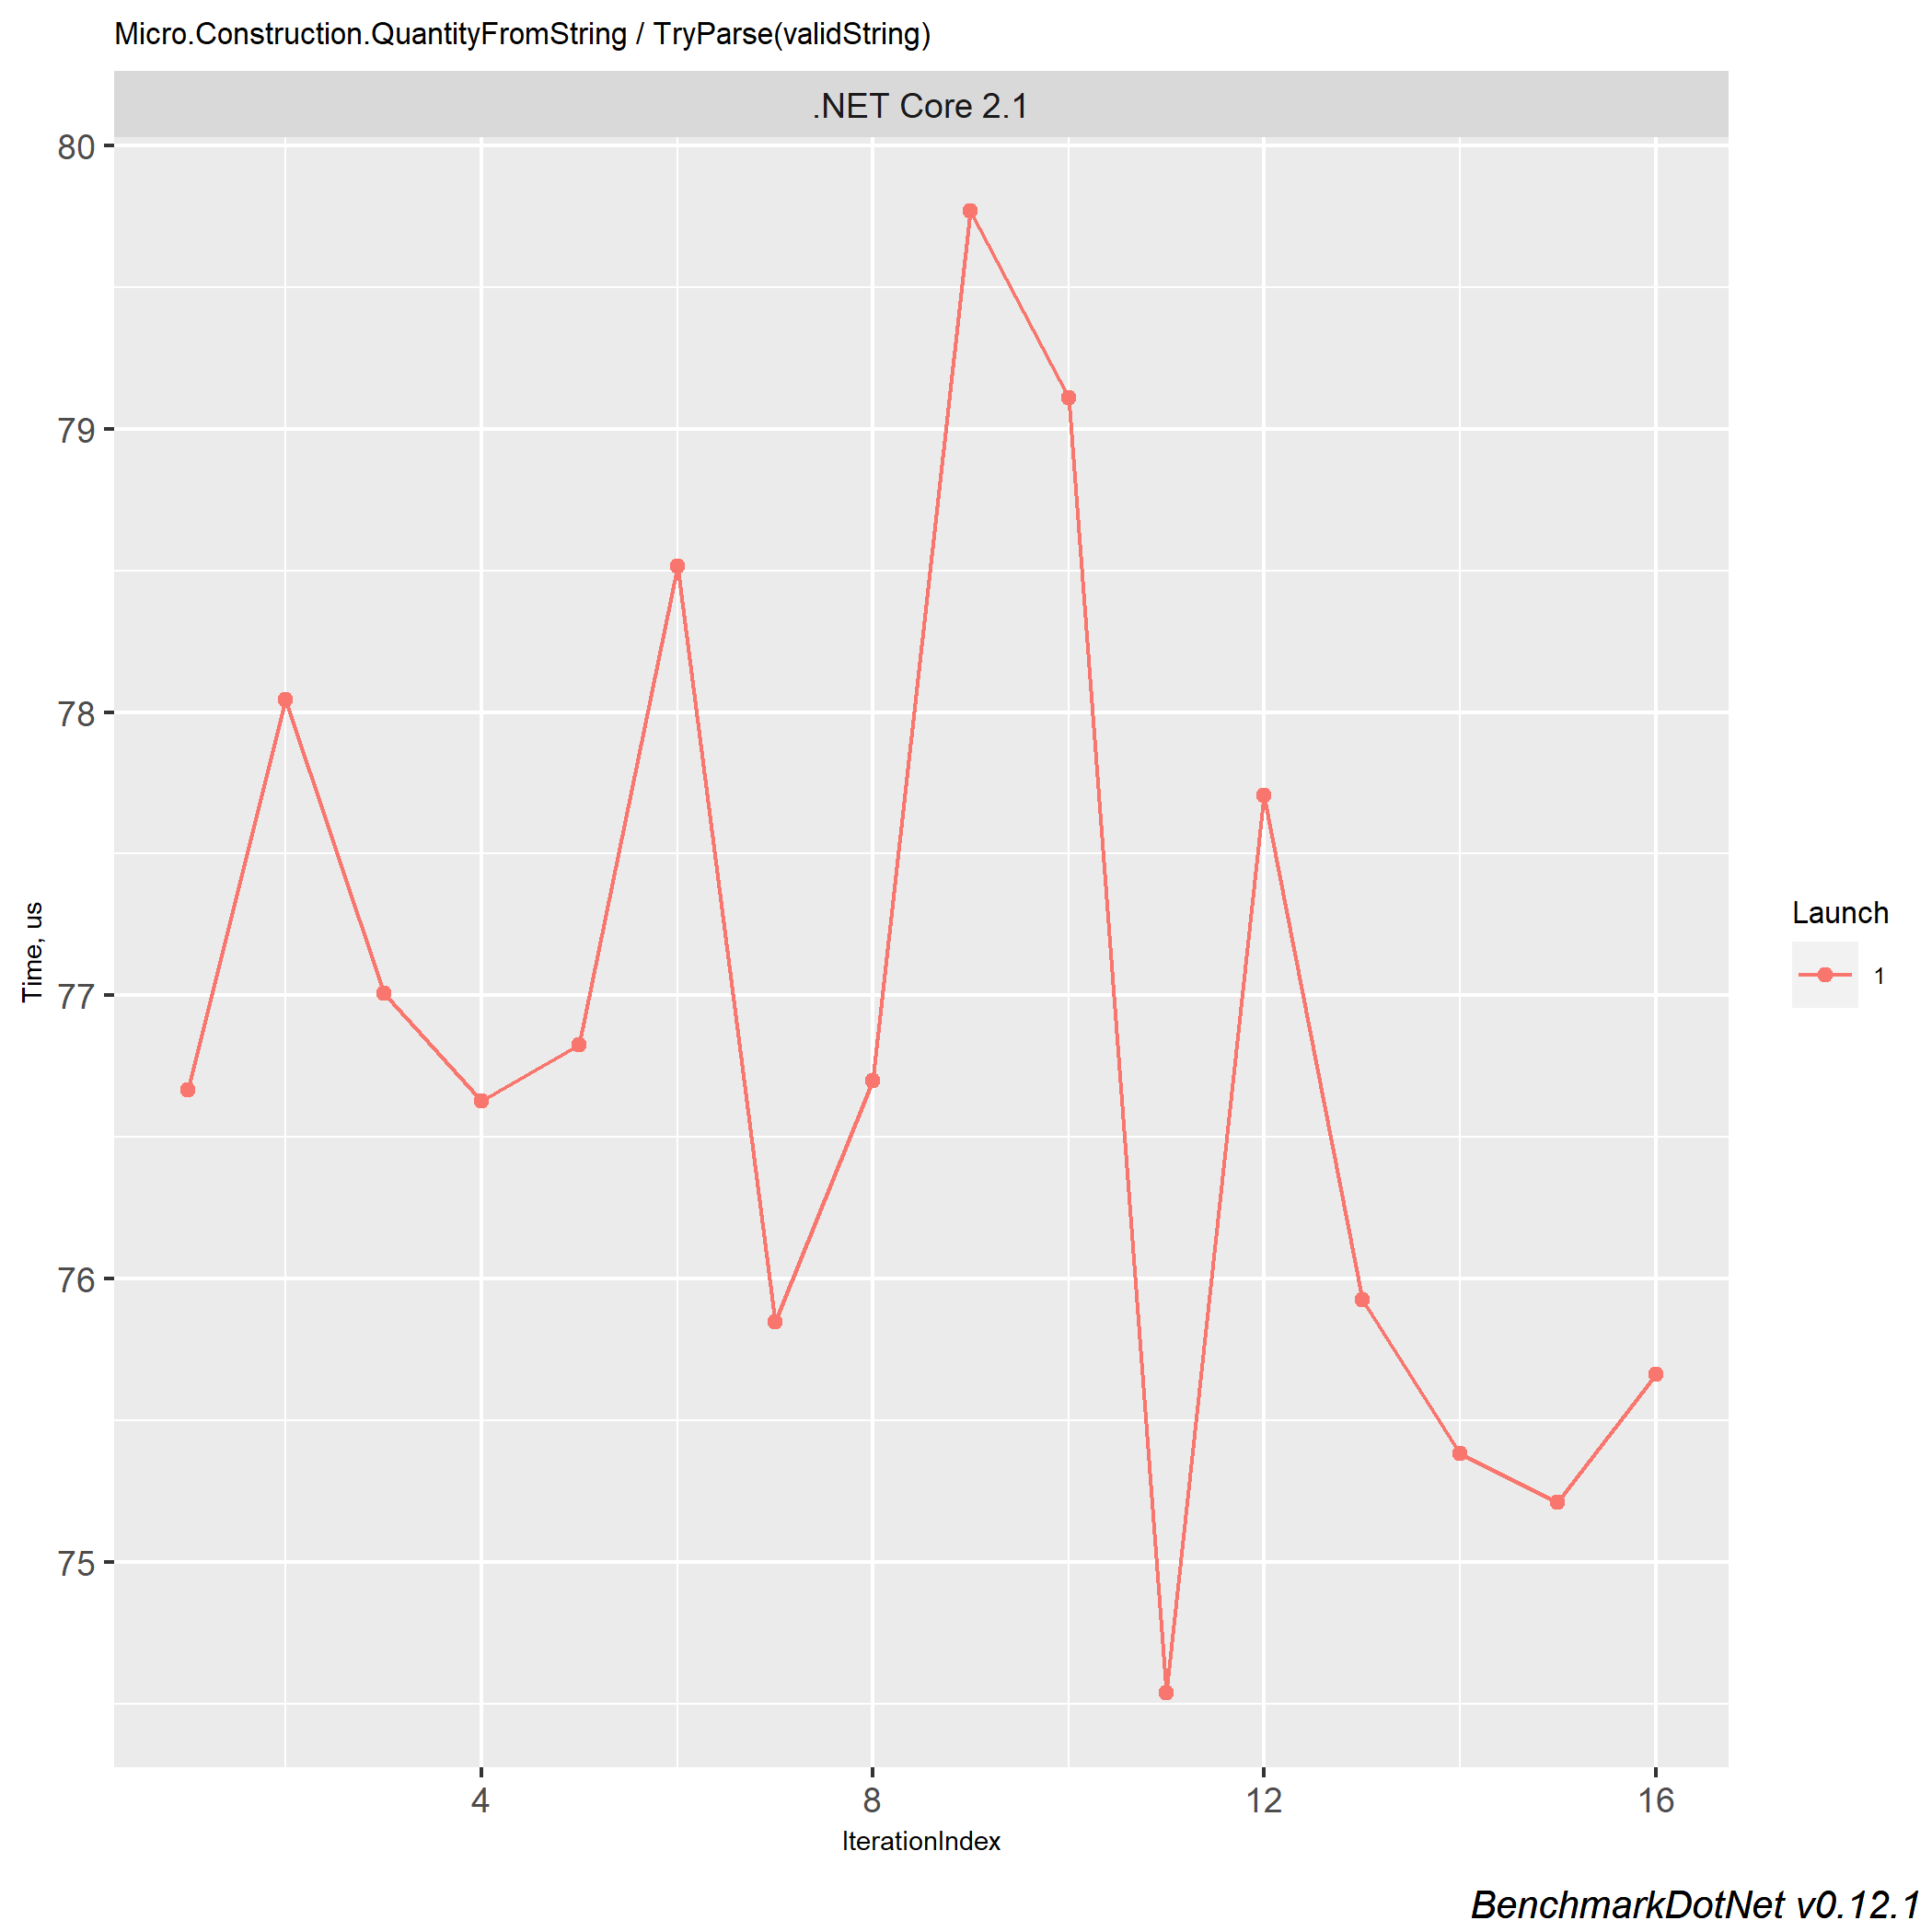 Micro.Construction.QuantityFromString / TryParse(validString)
.NET Core 2.1
80
79
78
77
76
75
Time, us
4 8 12 16
IterationIndex
Launch
1
BenchmarkDotNet v0.12.1